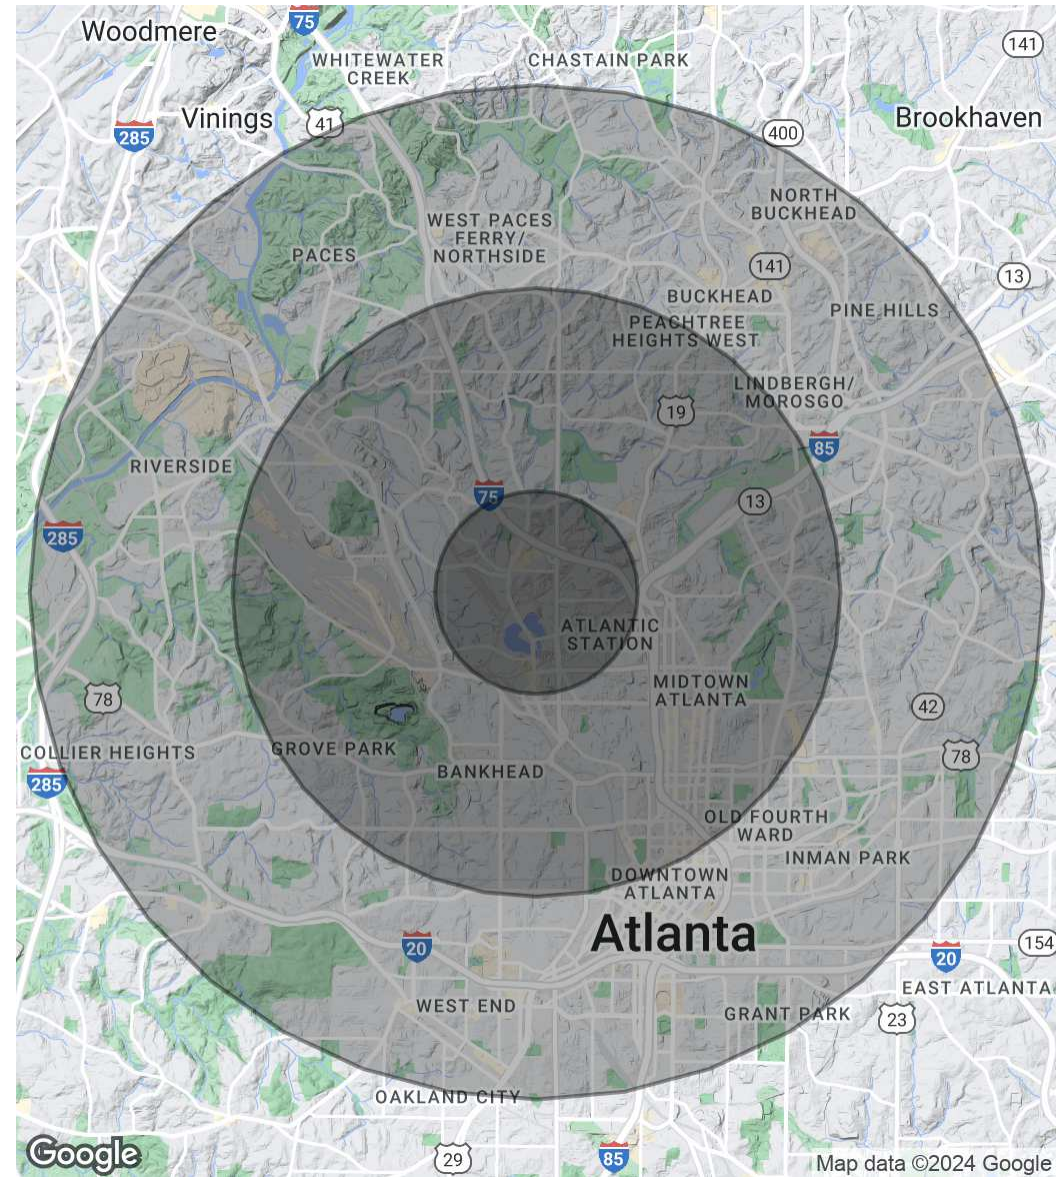 75
Woodmere
141
WHITEWATER
CREEK
CHASTAIN PARK
Vinings
41
Brookhaven
285
400
NORTH
BUCKHEAD
WEST PACES
FERRY/
NORTHSIDE
PACES
141
13
BUCKHEAD
PINE HILLS
PEACHTREE
HEIGHTS WEST
LINDBERGH/
MOROSGO
19
85
RIVERSIDE
75
13
285
ATLANTIC
STATION
MIDTOWN
ATLANTA
78
42
COLLIER HEIGHTS
GROVE PARK
78
BANKHEAD
285
OLD FOURTH
WARD
INMAN PARK
DOWNTOWN
ATLANTA
Atlanta
20
154
20
EAST ATLANTA
WEST END
GRANT PARK
23
OAKLAND CITY
Google
29
85
Map data ©2024 Google